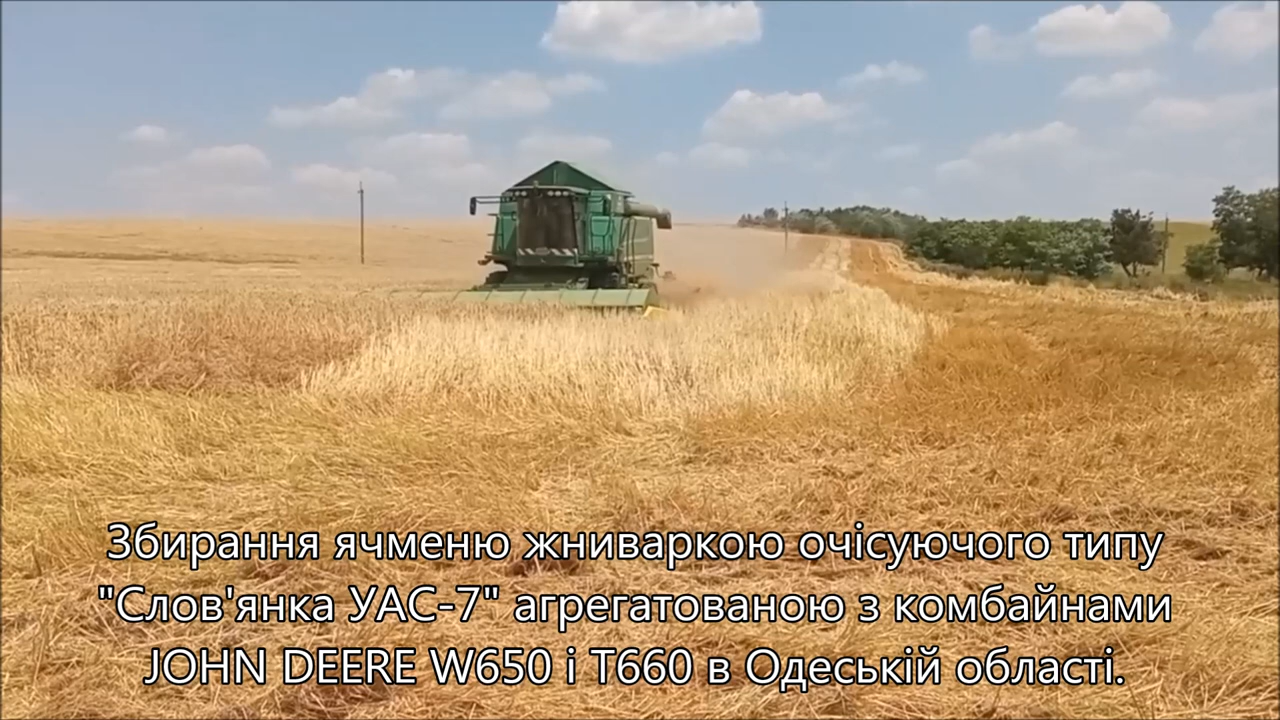 Збирання ячменю жниваркою очісуючого типу
"Слов'янка УАС-7" агрегатованою з комбайнами
JOHN DEERE W650 і T660 в Одеській області.